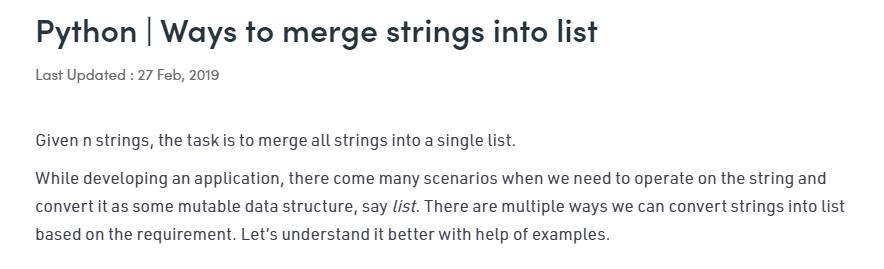 Python | Ways to merge strings into list
Last Updated : 27 Feb, 2019
Given n strings, the task is to merge all strings into a single list.
While developing an application, there come many scenarios when we need to operate on the string and
convert it as some mutable data structure, say list. There are multiple ways we can convert strings into list
based on the requirement. Let’s understand it better with help of examples.